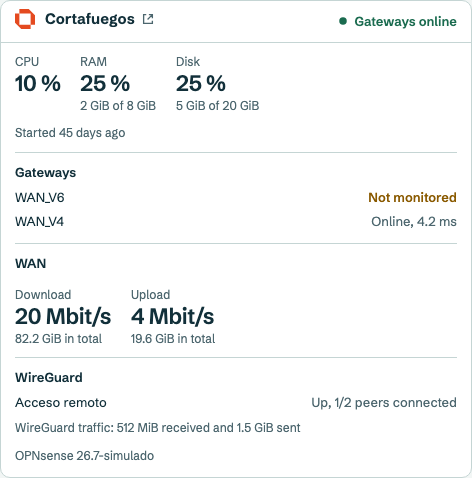 Cortafuegos
Gateways online
CPU RAM Disk
10 % 25 % 25 %
2 GiB of 8 GiB 5 GiB of 20 GiB
Started 45 days ago
Gateways
WAN_V6 Not monitored
WAN_V4 Online, 4.2 ms
WAN
Download Upload
20 Mbit/s 4 Mbit/s
82.2 GiB in total 19.6 GiB in total
WireGuard
Acceso remoto Up, 1/2 peers connected
WireGuard traffic: 512 MiB received and 1.5 GiB sent
OPNsense 26.7-simulado